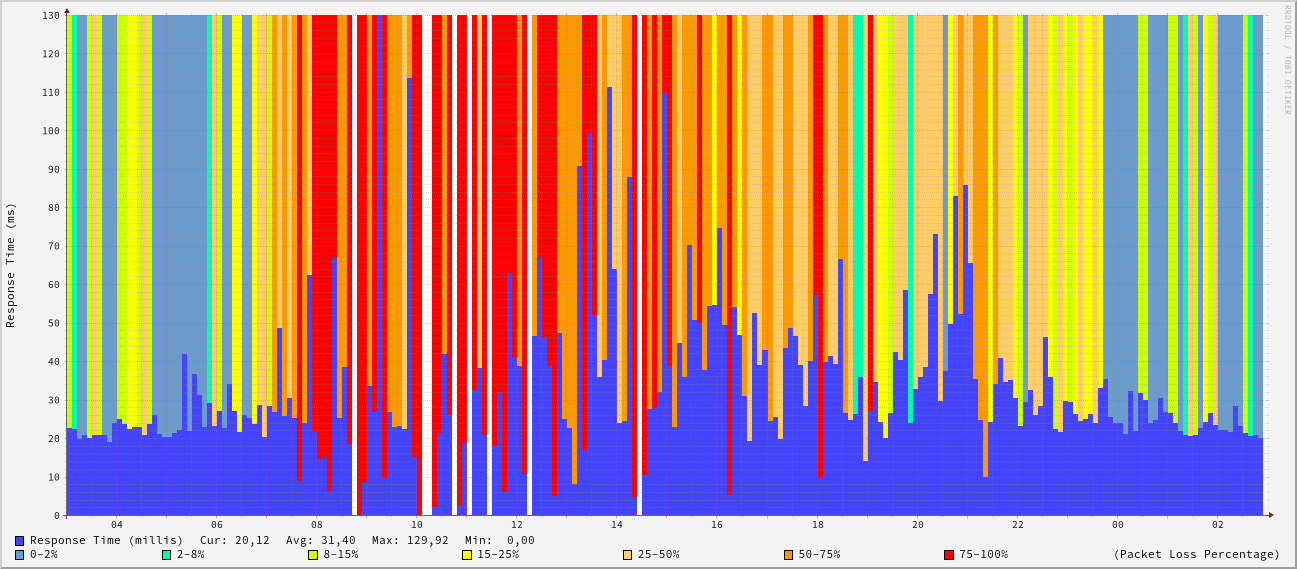 RRDTOOL / TOBI OETIKER
Response Time (ms)
130
120
110
100
90
80
70
60
50
40
30
20
10
0
04 06 08 10 12 14 16 18 20 22 00 02
Response Time (millis) Cur: 20,12 Avg: 31,40 Max: 129,92 Min: 0,00
0-2% 2-8% 8-15% 15-25% 25-50% 50-75% 75-100% (Packet Loss Percentage)